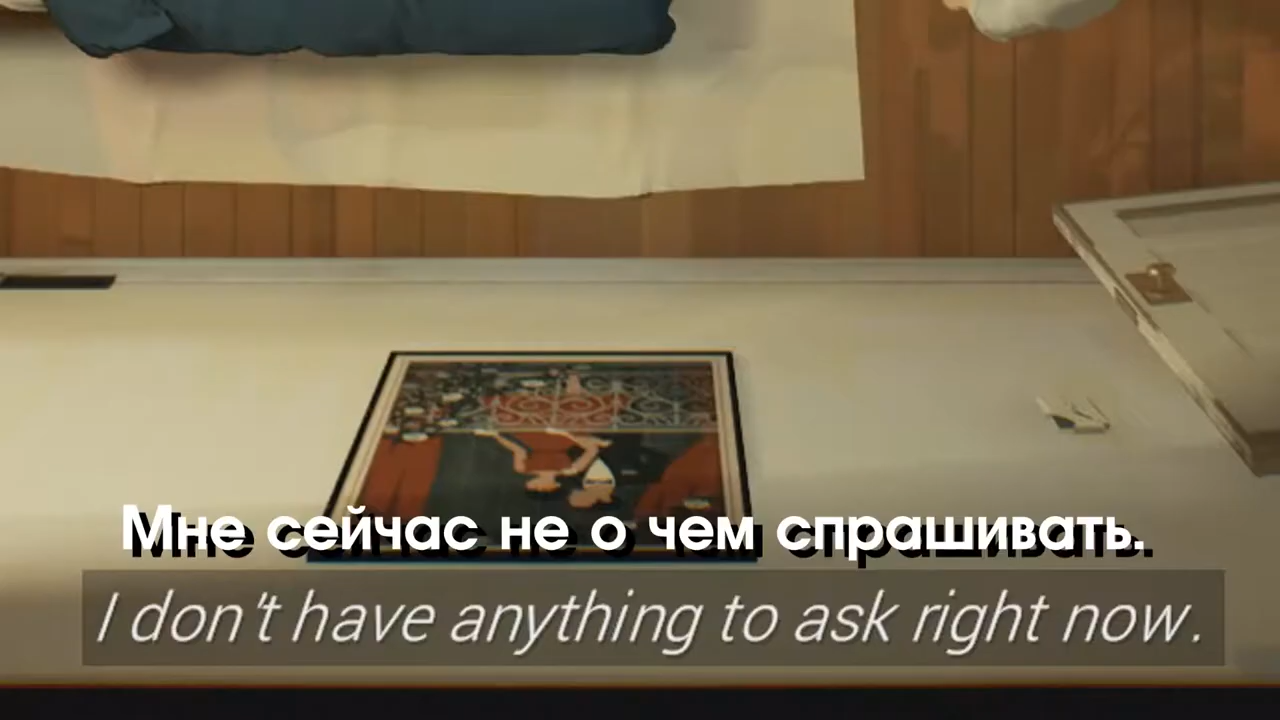 Мне сейчас не о чем спрашивать.
I don't have anything to ask right now.